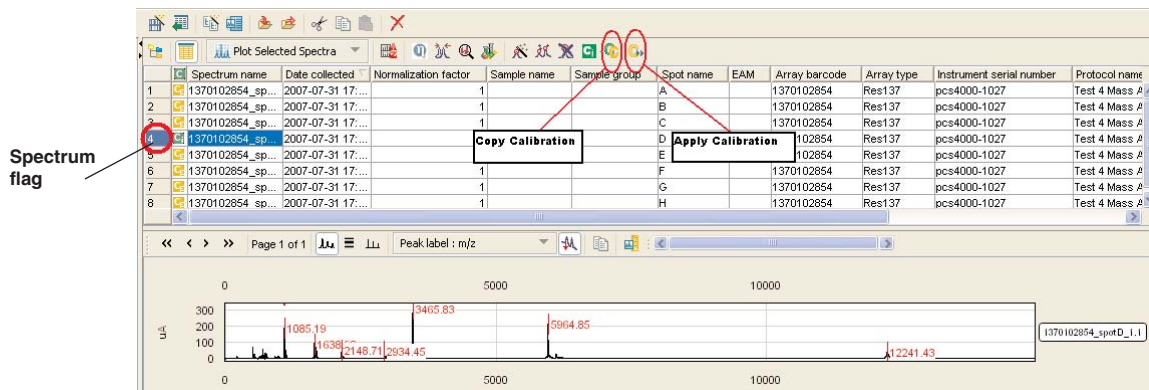 Plot Selected Spectra
Spectrum name Date collected Normalization factor Sample name Sample group Spot name EAM Array barcode Array type Instrument serial number Protocol name
1 1370102854_sp... 2007-07-31 17:... 1 A 1370102854 Res137 pcs4000-1027 Test 4 Mass A
2 1370102854_sp... 2007-07-31 17:... 1 B 1370102854 Res137 pcs4000-1027 Test 4 Mass A
3 1370102854_sp... 2007-07-31 17:... 1 C 1370102854 Res137 pcs4000-1027 Test 4 Mass A
4 1370102854_sp... 2007-07-31 17:... D 102854 Res137 pcs4000-1027 Test 4 Mass A
5 1370102854_sp... 2007-07-31 17:... E 102854 Res137 pcs4000-1027 Test 4 Mass A
6 1370102854_sp... 2007-07-31 17:... 1 F 1370102854 Res137 pcs4000-1027 Test 4 Mass A
7 1370102854_sp... 2007-07-31 17:... 1 G 1370102854 Res137 pcs4000-1027 Test 4 Mass A
8 1370102854_sp... 2007-07-31 17:... 1 H 1370102854 Res137 pcs4000-1027 Test 4 Mass A
Copy Calibration
Apply Calibration
Spectrum
flag
Page 1 of 1 Peak label : m/z
0 5000 10000
300
200
100
0
uA
1085.19
1638
2148.71
2934.45
3465.83
5964.85
12241.43
1370102854_spotD_1.1
0 5000 10000